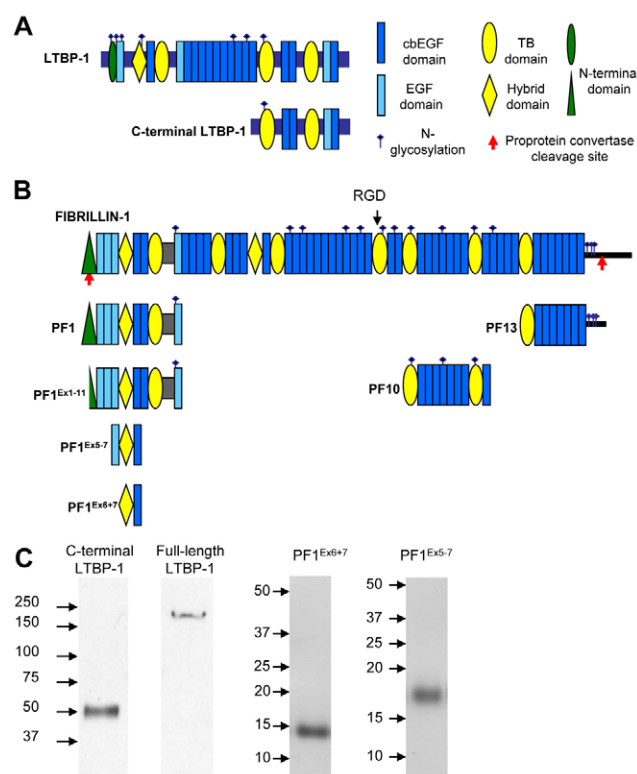 A
LTBP-1
C-terminal LTBP-1
cbEGF
domain
TB
domain
EGF
domain
Hybrid
domain
N-termina
domain
N-
glycosylation
Proprotein convertase
cleavage site
B
RGD
FIBRILLIN-1
PF1
PF13
PF1Ex1-11
PF10
PF1Ex5-7
PF1Ex6+7
C
C-terminal
LTBP-1
Full-length
LTBP-1
PF1Ex6+7
PF1Ex5-7
250
150
100
75
50
37
50
37
25
20
15
10
50
37
25
20
15
10